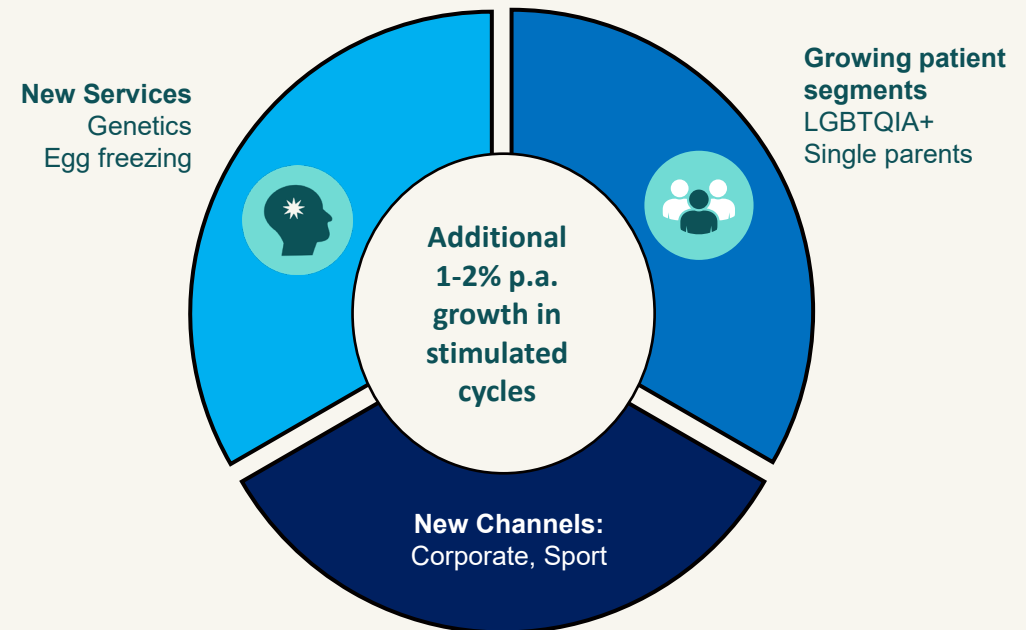 New Services
Genetics
Egg freezing
Growing patient
segments
LGBTQIA+
Single parents
Additional
1-2% p.a.
growth in
stimulated
cycles
New Channels:
Corporate, Sport